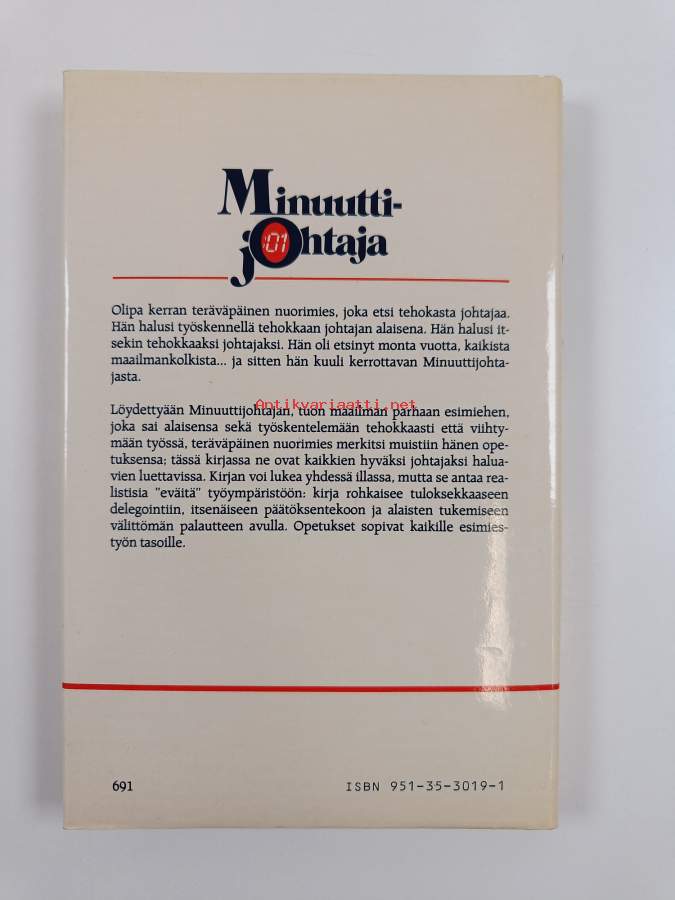 Minuutti-
johtaja
:01
Olipa kerran teräväpäinen nuorimies, joka etsi tehokasta johtajaa.
Hän halusi työskennellä tehokkaan johtajan alaisena. Hän halusi it-
sekin tehokkaaksi johtajaksi. Hän oli etsinyt monta vuotta, kaikista
maailmankolkista... ja sitten hän kuuli kerrottavan Minuuttijohta-
jasta.
Antikvariaatti.net
Löydettyään Minuuttijohtajan, tuon maailman parhaan esimiehen,
joka sai alaisensa sekä työskentelemään tehokkaasti että viihty-
mään työssä, teräväpäinen nuorimies merkitsi muistiin hänen ope-
tuksensa; tässä kirjassa ne ovat kaikkien hyväksi johtajaksi halua-
vien luettavissa. Kirjan voi lukea yhdessä illassa, mutta se antaa rea-
listisia "eväitä" työympäristöön: kirja rohkaisee tuloksekkaaseen
delegointiin, itsenäiseen päätöksentekoon ja alaisten tukemiseen
välittömän palautteen avulla. Opetukset sopivat kaikille esimies-
työn tasoille.
691
ISBN 951-35-3019-1